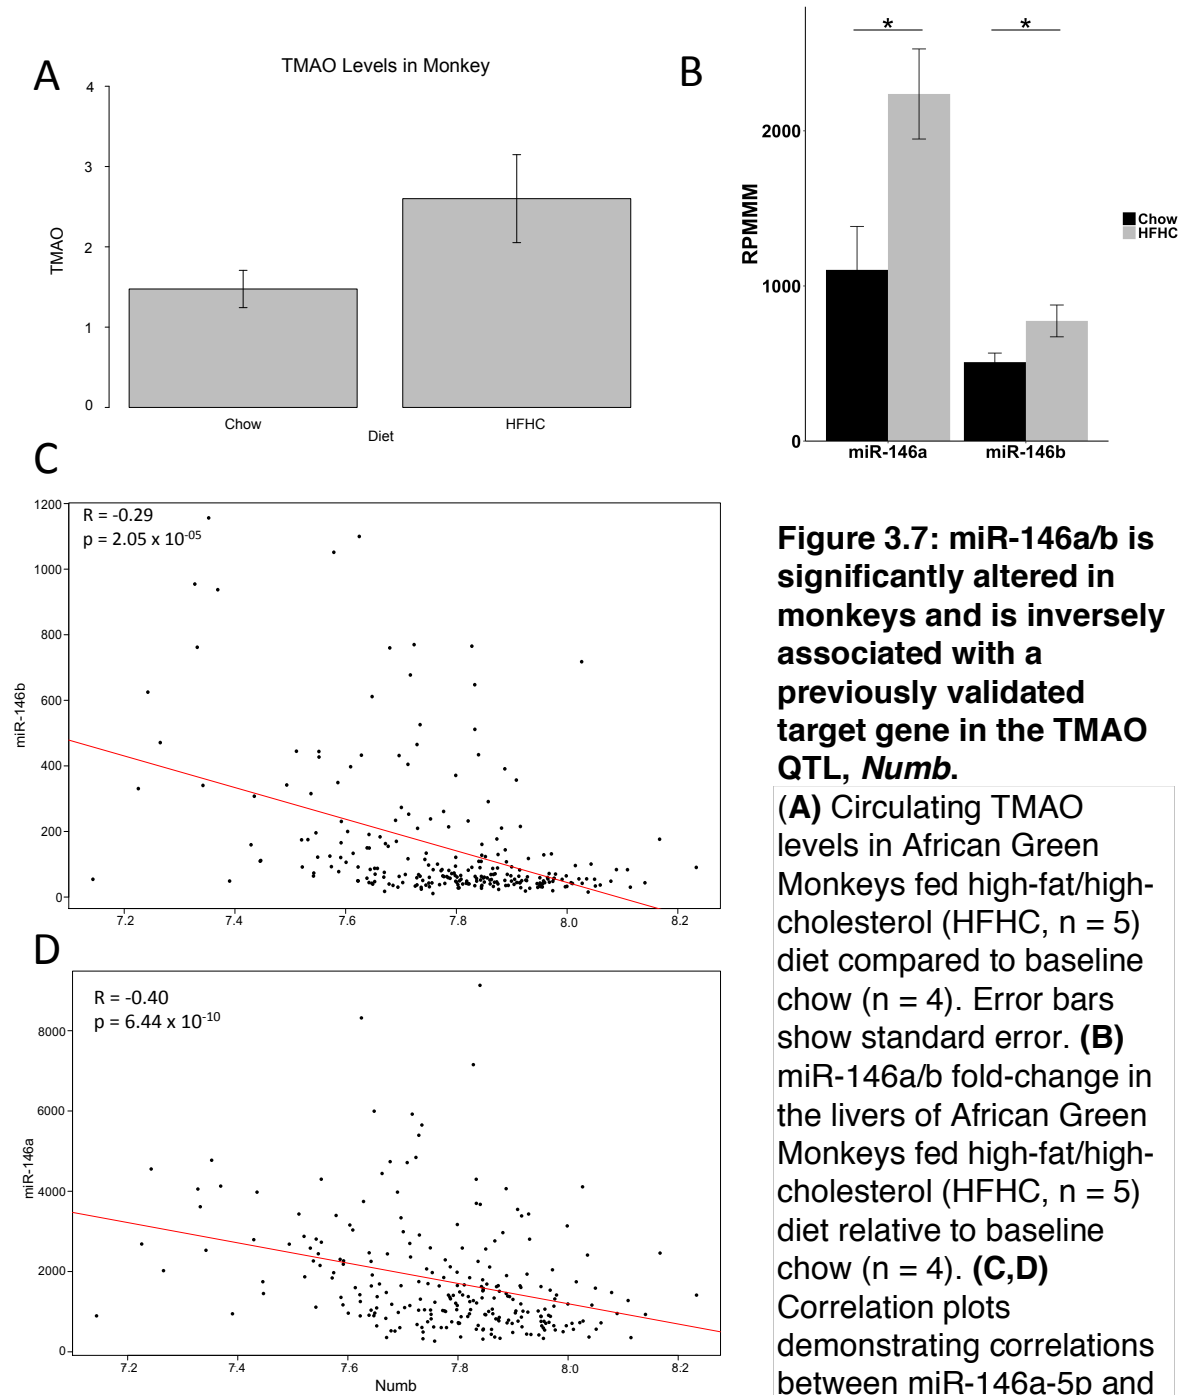 A
TMAO Levels in Monkey
4
3
2
1
0
TMAO
Chow
HFHC
Diet
B
*
*
2000
1000
0
RPMMM
miR-146a
miR-146b
Chow
HFHC
C
R = -0.29
p = 2.05 x 10-05
1200
1000
800
600
400
200
0
miR-146b
7.2
7.4
7.6
7.8
8.0
8.2
D
R = -0.40
p = 6.44 x 10-10
8000
6000
4000
2000
0
miR-146a
7.2
7.4
7.6
7.8
8.0
8.2
Numb
Figure 3.7: miR-146a/b is
significantly altered in
monkeys and is inversely
associated with a
previously validated
target gene in the TMAO
QTL, Numb.
(A) Circulating TMAO
levels in African Green
Monkeys fed high-fat/high-
cholesterol (HFHC, n = 5)
diet compared to baseline
chow (n = 4). Error bars
show standard error. (B)
miR-146a/b fold-change in
the livers of African Green
Monkeys fed high-fat/high-
cholesterol (HFHC, n = 5)
diet relative to baseline
chow (n = 4). (C,D)
Correlation plots
demonstrating correlations
between miR-146a-5p and